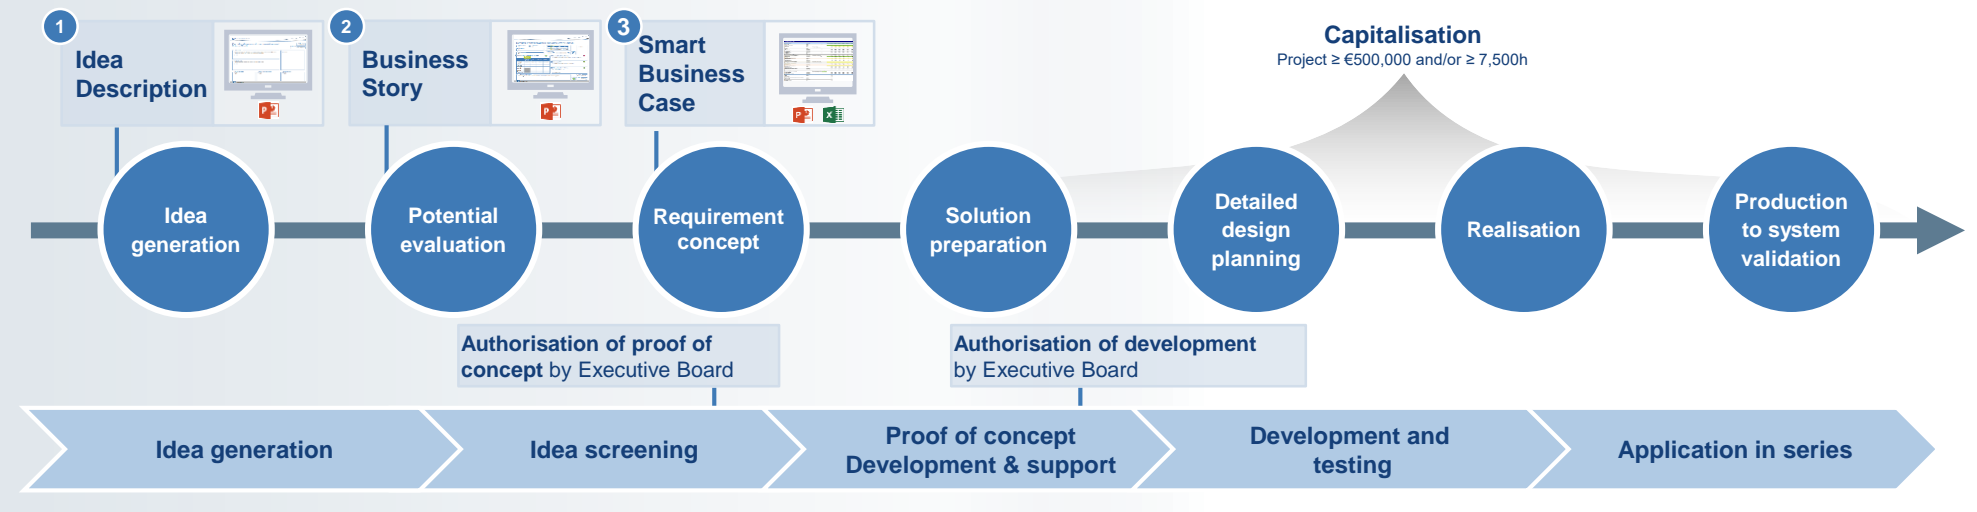 1
Idea
Description
2
Business
Story
3
Smart
Business
Case
Capitalisation
Project ≥ €500,000 and/or ≥ 7,500h
Idea
generation
Potential
evaluation
Requirement
concept
Solution
preparation
Detailed
design
planning
Realisation
Production
to system
validation
Authorisation of proof of
concept by Executive Board
Authorisation of development
by Executive Board
Idea generation
Idea screening
Proof of concept
Development & support
Development and
testing
Application in series